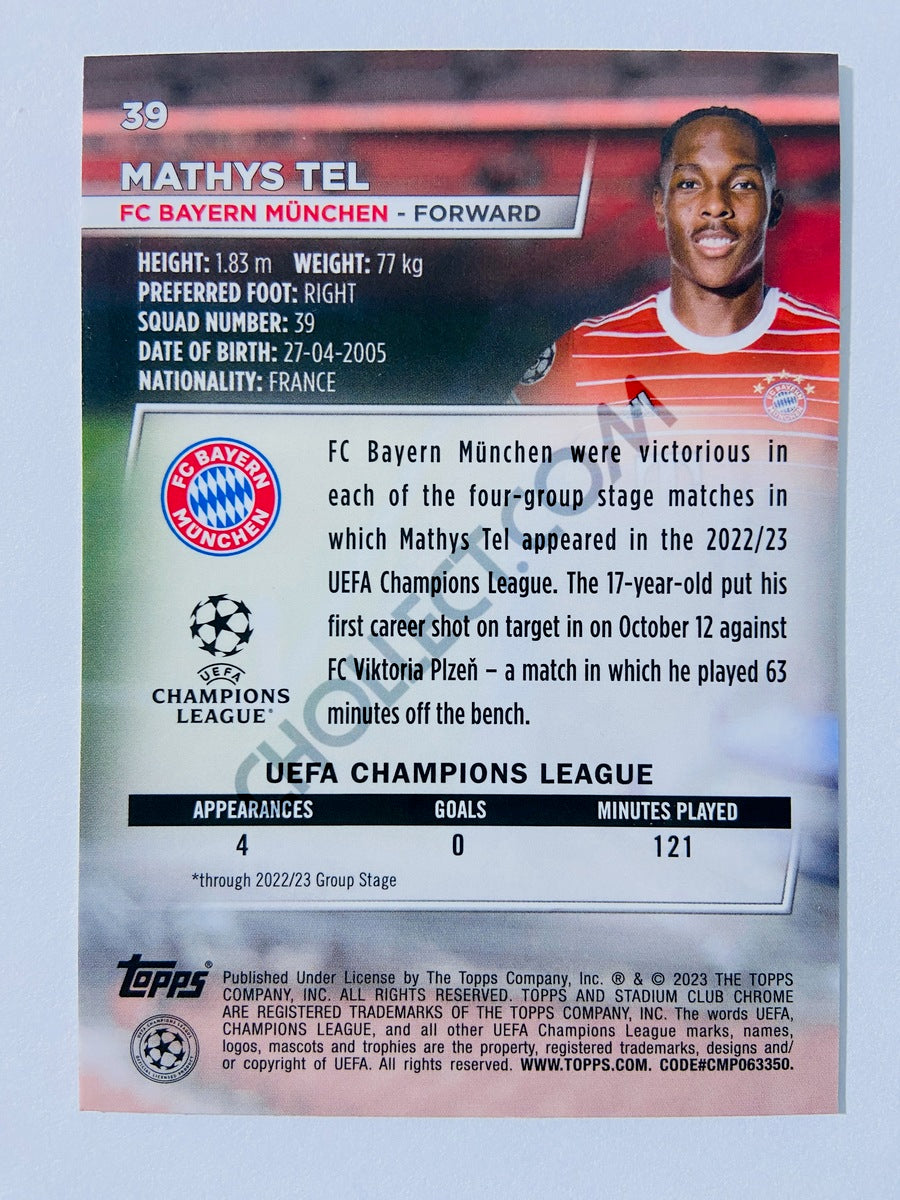 39
MATHYS TEL
FC BAYERN MÜNCHEN - FORWARD
HEIGHT: 1.83 m WEIGHT: 77 kg
PREFERRED FOOT: RIGHT
SQUAD NUMBER: 39
DATE OF BIRTH: 27-04-2005
NATIONALITY: FRANCE
FC BAYERN
MÜNCHEN
FC Bayern München were victorious in
each of the four-group stage matches in
which Mathys Tel appeared in the 2022/23
UEFA Champions League. The 17-year-old put his
first career shot on target in on October 12 against
FC Viktoria Plzeň – a match in which he played 63
minutes off the bench.
UEFA
CHAMPIONS
LEAGUE®
CHOLLECT.COM
UEFA CHAMPIONS LEAGUE
APPEARANCES GOALS MINUTES PLAYED
4 0 121
*through 2022/23 Group Stage
Topps®
Published Under License by The Topps Company, Inc. ® & © 2023 THE TOPPS
COMPANY, INC. ALL RIGHTS RESERVED. TOPPS AND STADIUM CLUB CHROME
ARE REGISTERED TRADEMARKS OF THE TOPPS COMPANY, INC. The words UEFA,
CHAMPIONS LEAGUE, and all other UEFA Champions League marks, names,
logos, mascots and trophies are the property, registered trademarks, designs and/
or copyright of UEFA. All rights reserved. WWW.TOPPS.COM. CODE#CMP063350.